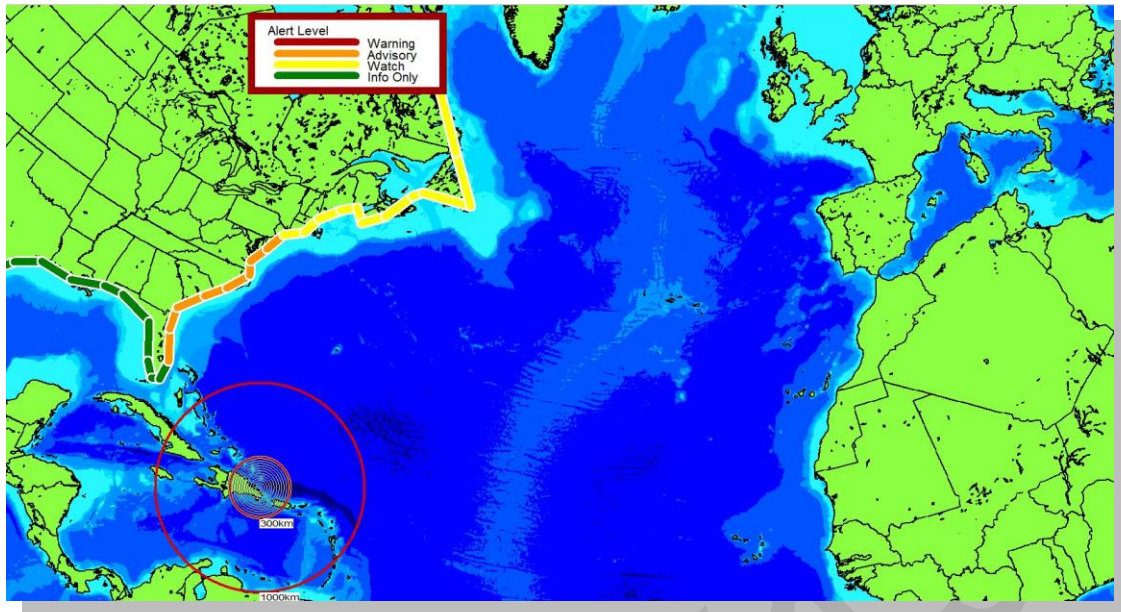 Alert Level
Warning
Advisory
Watch
Info Only
300km
1000km